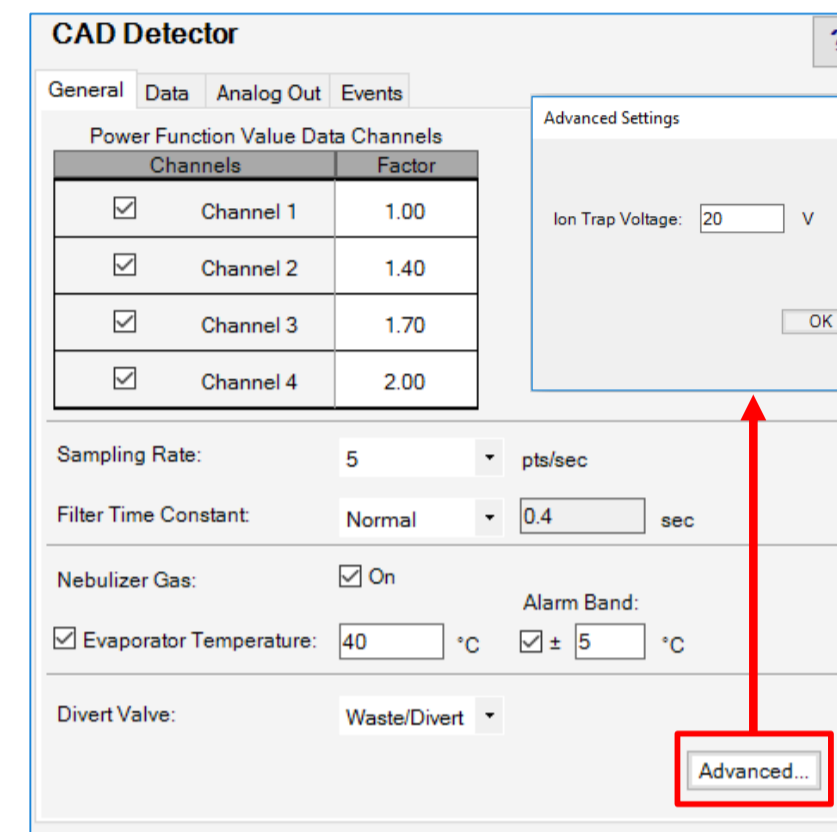 CAD Detector
?
General Data Analog Out Events
Power Function Value Data Channels
Channels Factor
Channel 1 1.00
Channel 2 1.40
Channel 3 1.70
Channel 4 2.00
Advanced Settings
Ion Trap Voltage: 20 V
OK
Sampling Rate: 5 pts/sec
Filter Time Constant: Normal 0.4 sec
Nebulizer Gas: On
Alarm Band:
Evaporator Temperature: 40 °C ± 5 °C
Divert Valve: Waste/Divert
Advanced...